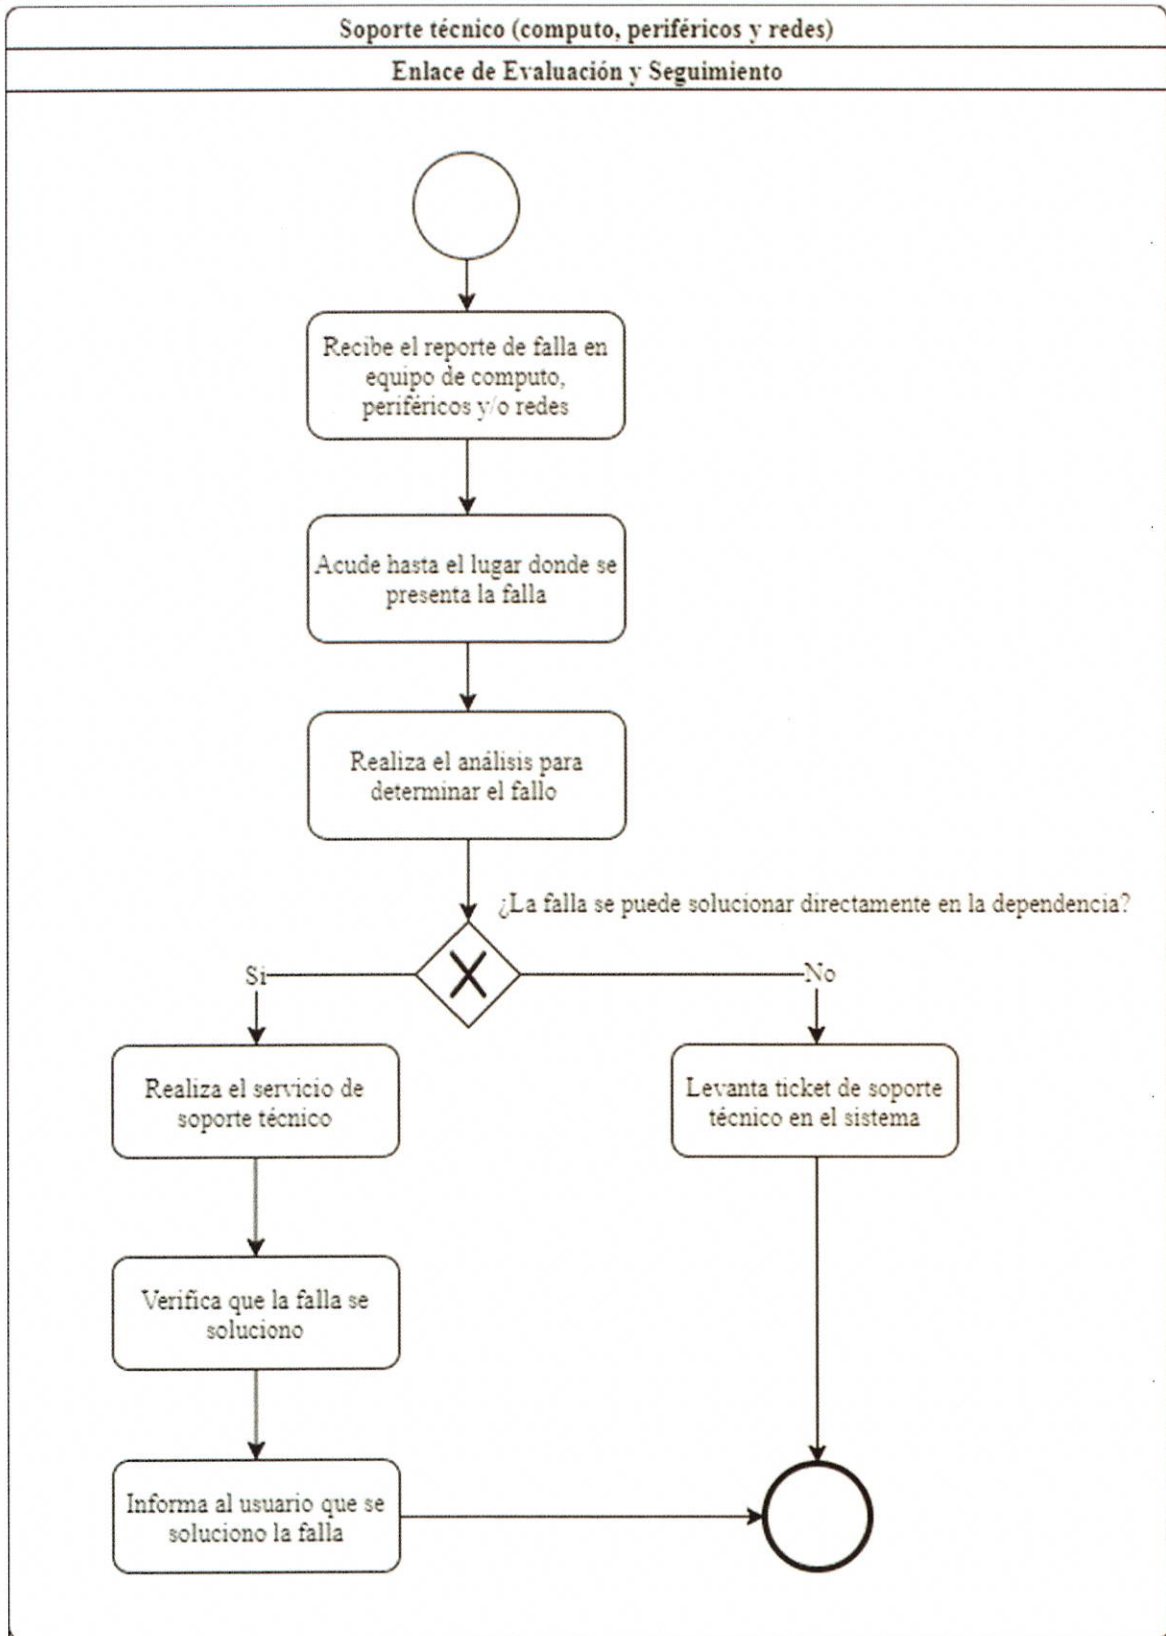 Soporte técnico (computo, periféricos y redes)
Enlace de Evaluación y Seguimiento
Recibe el reporte de falla en
equipo de computo,
periféricos y/o redes
Acude hasta el lugar donde se
presenta la falla
Realiza el análisis para
determinar el fallo
¿La falla se puede solucionar directamente en la dependencia?
Si
No
Realiza el servicio de
soporte técnico
Levanta ticket de soporte
técnico en el sistema
Verifica que la falla se
soluciono
Informa al usuario que se
soluciono la falla